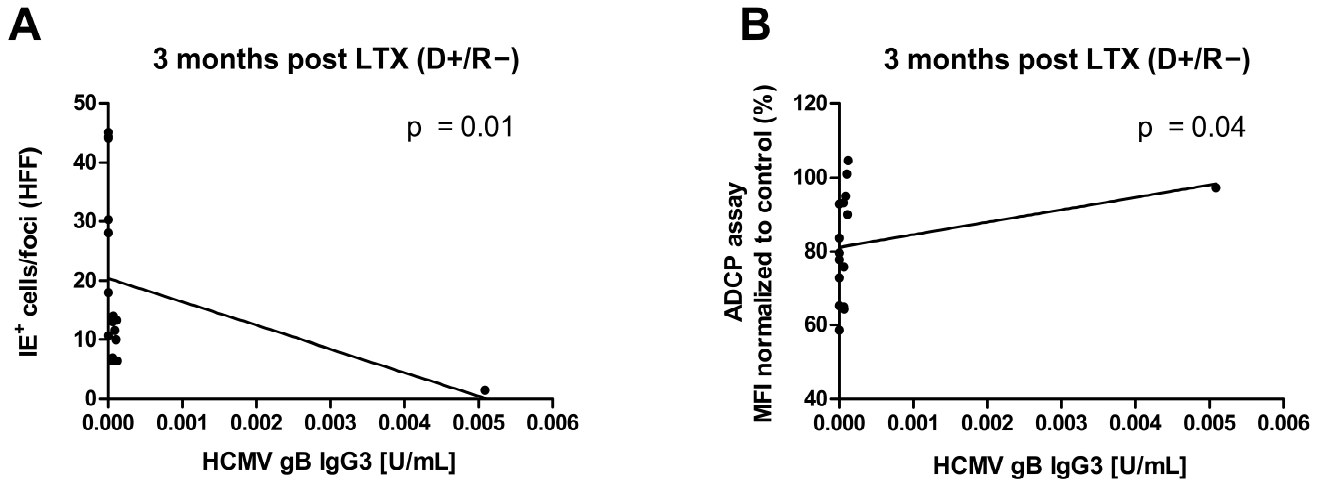 A
3 months post LTX (D+/R−)
p = 0.01
IE+ cells/foci (HFF)
50
40
30
20
10
0
0.000 0.001 0.002 0.003 0.004 0.005 0.006
HCMV gB IgG3 [U/mL]
B
3 months post LTX (D+/R−)
p = 0.04
ADCP assay
MFI normalized to control (%)
120
100
80
60
40
0.000 0.001 0.002 0.003 0.004 0.005 0.006
HCMV gB IgG3 [U/mL]